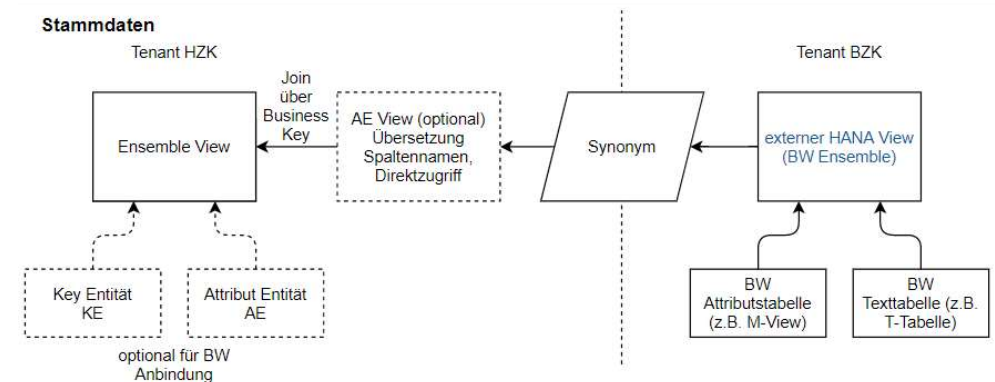 Stammdaten
Tenant HZK
Tenant BZK
Join
über
Business
Key
Ensemble View
AE View (optional)
Übersetzung
Spaltennamen,
Direktzugriff
Synonym
externer HANA View
(BW Ensemble)
Key Entität
KE
Attribut Entität
AE
BW
Attributstabelle
(z.B. M-View)
BW
Texttabelle (z.B.
T-Tabelle)
optional für BW
Anbindung